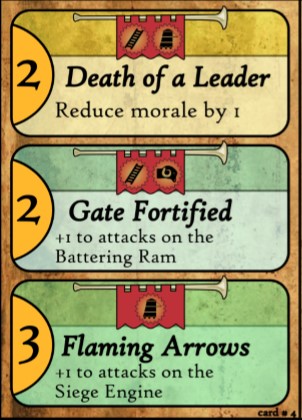 2
Death of a Leader
Reduce morale by 1
2
Gate Fortified
+1 to attacks on the
Battering Ram
3
Flaming Arrows
+1 to attacks on the
Siege Engine
card # 4